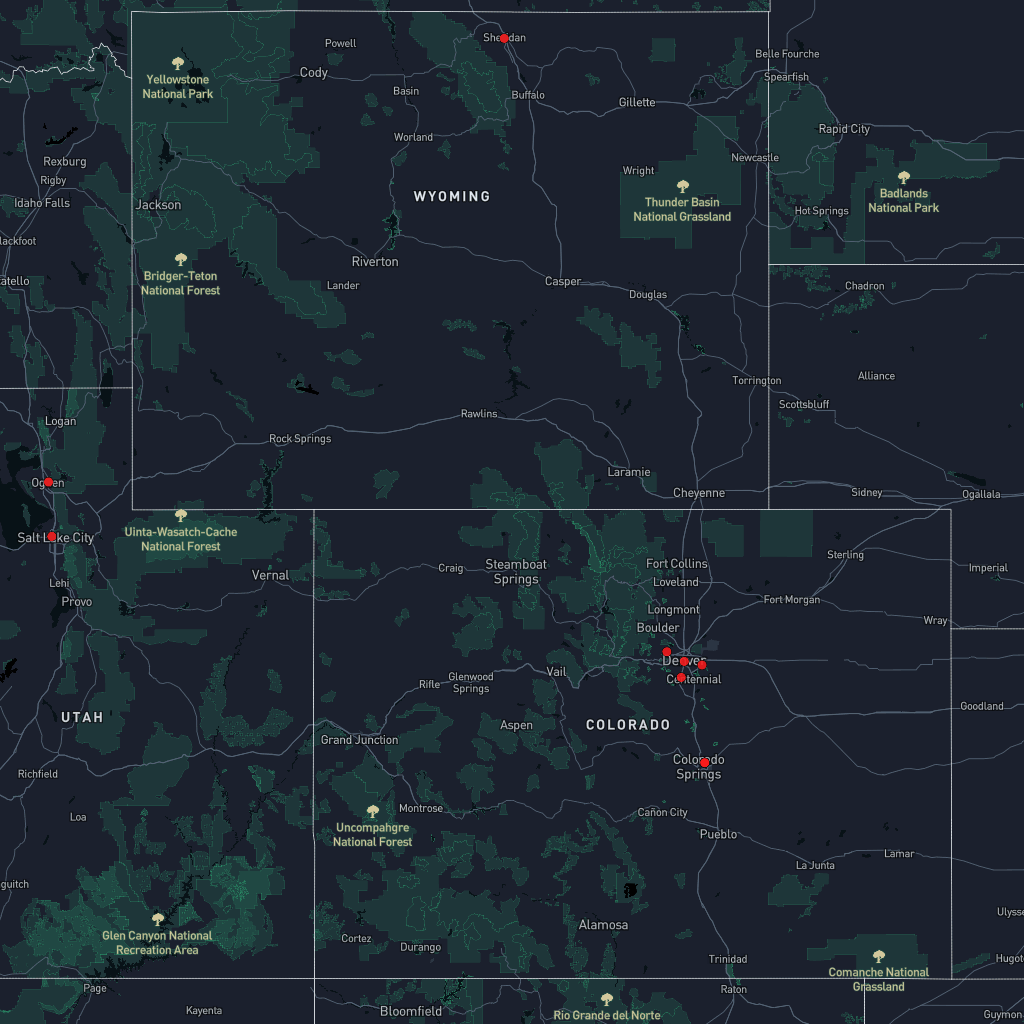 Sheridan
Powell
Belle Fourche
Cody
Yellowstone
National Park
Spearfish
Basin
Buffalo
Gillette
Rapid City
Worland
Newcastle
Rexburg
Rigby
Wright
Idaho Falls
WYOMING
Jackson
Thunder Basin
National Grassland
Badlands
National Park
Hot Springs
lackfoot
Riverton
Bridger-Teton
National Forest
atello
Lander
Casper
Douglas
Chadron
Torrington
Alliance
Scottsbluff
Logan
Rawlins
Rock Springs
Laramie
Ogden
Cheyenne
Sidney
Ogallala
Salt Lake City
Uinta-Wasatch-Cache
National Forest
Sterling
Imperial
Lehi
Vernal
Craig
Steamboat
Springs
Fort Collins
Loveland
Provo
Longmont
Fort Morgan
Boulder
Wray
Denver
Vail
Centennial
Rifle
Glenwood
Springs
UTAH
Aspen
COLORADO
Goodland
Grand Junction
Colorado
Springs
Richfield
Loa
Uncompahgre
National Forest
Montrose
Cañon City
Pueblo
La Junta
Lamar
guitch
Ulysse
Glen Canyon National
Recreation Area
Cortez
Durango
Alamosa
Trinidad
Comanche National
Grassland
Hugoto
Page
Raton
Kayenta
Bloomfield
Rio Grande del Norte
Guymon